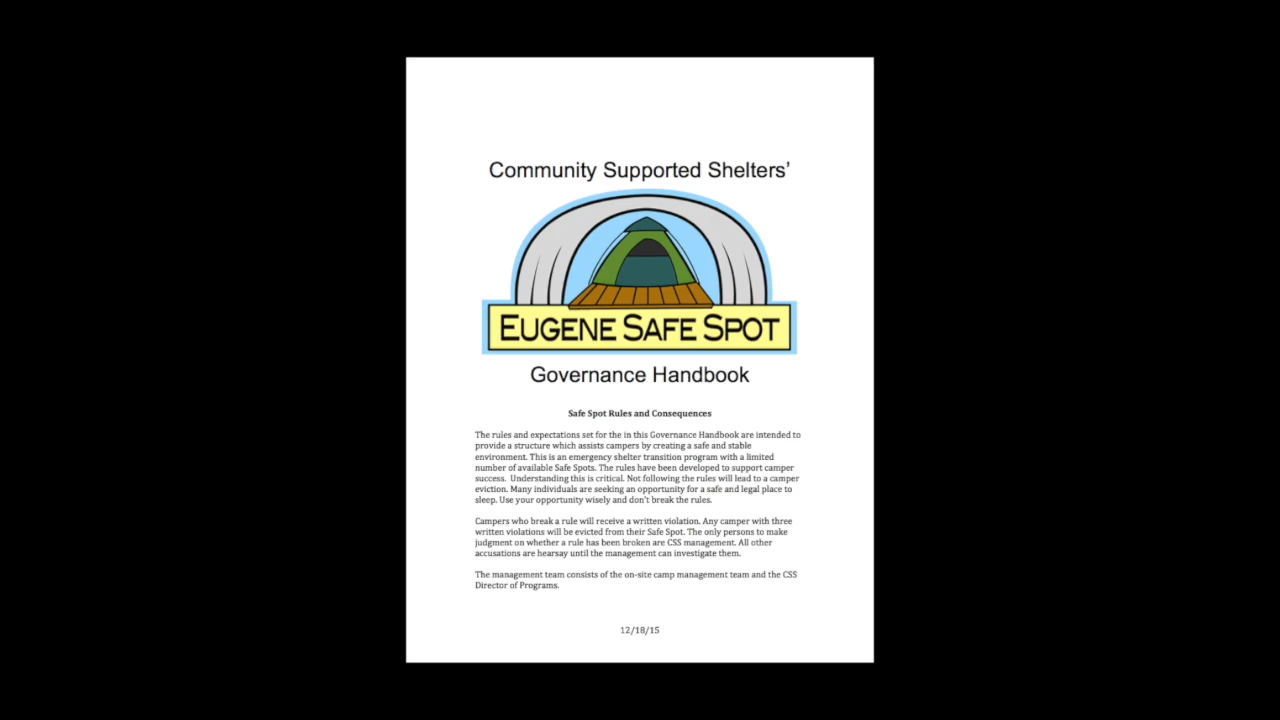 Community Supported Shelters’
EUGENE SAFE SPOT
Governance Handbook
Safe Spot Rules and Consequences
The rules and expectations set for the in this Governance Handbook are intended to
provide a structure which assists campers by creating a safe and stable
environment. This is an emergency shelter transition program with a limited
number of available Safe Spots. The rules have been developed to support camper
success.  Understanding this is critical. Not following the rules will lead to a camper
eviction. Many individuals are seeking an opportunity for a safe and legal place to
sleep. Use your opportunity wisely and don't break the rules.
Campers who break a rule will receive a written violation. Any camper with three
written violations will be evicted from their Safe Spot. The only persons to make
judgment on whether a rule has been broken are CSS management. All other
accusations are hearsay until the management can investigate them.
The management team consists of the on-site camp management team and the CSS
Director of Programs.
12/18/15